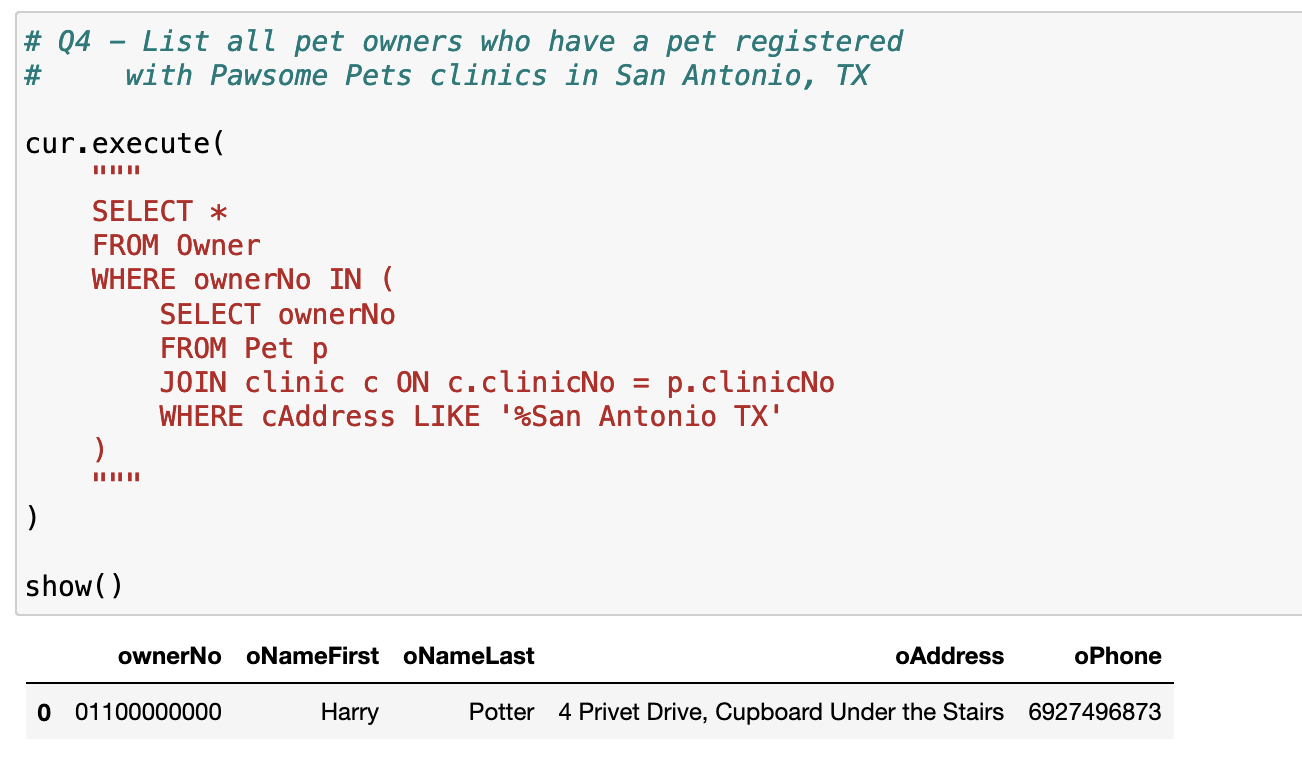 # Q4 – List all pet owners who have a pet registered
#     with Pawsome Pets clinics in San Antonio, TX
cur.execute(
    """
    SELECT *
    FROM Owner
    WHERE ownerNo IN (
        SELECT ownerNo
        FROM Pet p
        JOIN clinic c ON c.clinicNo = p.clinicNo
        WHERE cAddress LIKE '%San Antonio TX'
    )
    """
)
show()
ownerNo oNameFirst oNameLast oAddress oPhone
0 01100000000 Harry Potter 4 Privet Drive, Cupboard Under the Stairs 6927496873